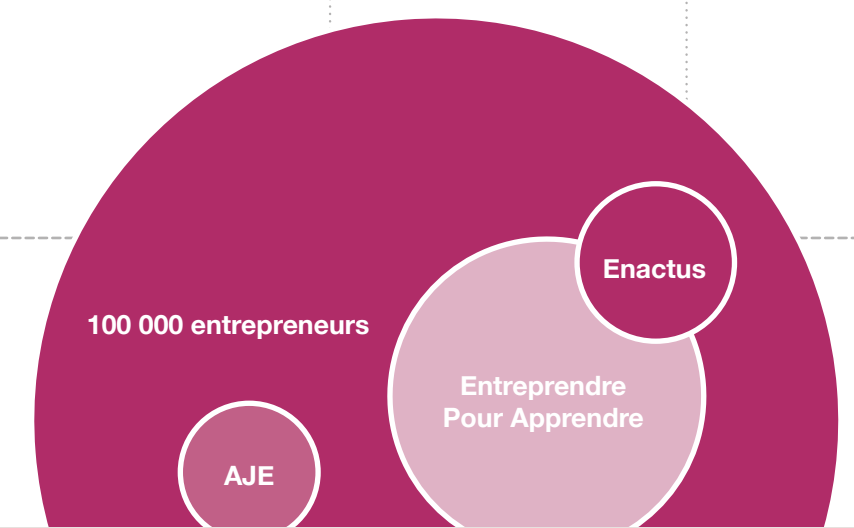 Enactus
100 000 entrepreneurs
Entreprendre
Pour Apprendre
AJE